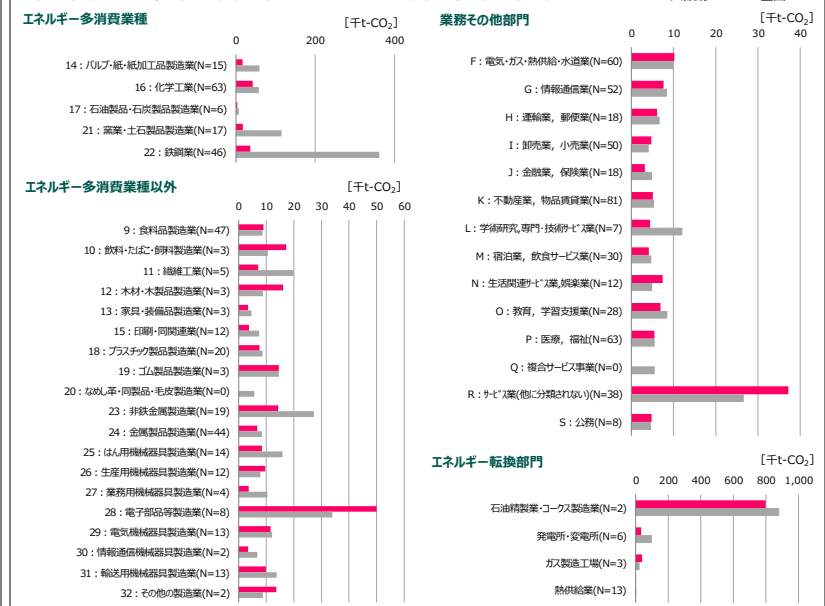 エネルギー多消費業種
[千t-CO₂]
0 200 400
14：パルプ・紙・紙加工品製造業(N=15)
16：化学工業(N=63)
17：石油製品・石炭製品製造業(N=6)
21：窯業・土石製品製造業(N=17)
22：鉄鋼業(N=46)
エネルギー多消費業種以外
[千t-CO₂]
0 10 20 30 40 50 60
9：食料品製造業(N=47)
10：飲料・たばこ・飼料製造業(N=3)
11：繊維工業(N=5)
12：木材・木製品製造業(N=3)
13：家具・装備品製造業(N=3)
15：印刷・同関連業(N=12)
18：プラスチック製品製造業(N=20)
19：ゴム製品製造業(N=3)
20：なめし革・同製品・毛皮製造業(N=0)
23：非鉄金属製造業(N=19)
24：金属製品製造業(N=44)
25：はん用機械器具製造業(N=14)
26：生産用機械器具製造業(N=12)
27：業務用機械器具製造業(N=4)
28：電子部品等製造業(N=8)
29：電気機械器具製造業(N=13)
30：情報通信機械器具製造業(N=2)
31：輸送用機械器具製造業(N=13)
32：その他の製造業(N=2)
業務その他部門
[千t-CO₂]
0 10 20 30 40
F：電気・ガス・熱供給・水道業(N=60)
G：情報通信業(N=52)
H：運輸業，郵便業(N=18)
I：卸売業，小売業(N=50)
J：金融業，保険業(N=18)
K：不動産業，物品賃貸業(N=81)
L：学術研究,専門・技術ｻｰﾋﾞｽ業(N=7)
M：宿泊業，飲食サービス業(N=30)
N：生活関連ｻｰﾋﾞｽ業,娯楽業(N=12)
O：教育，学習支援業(N=28)
P：医療，福祉(N=63)
Q：複合サービス事業(N=0)
R：ｻｰﾋﾞｽ業(他に分類されない)(N=38)
S：公務(N=8)
エネルギー転換部門
[千t-CO₂]
0 200 400 600 800 1,000
石油精製業・コークス製造業(N=2)
発電所・変電所(N=6)
ガス製造工場(N=3)
熱供給業(N=13)